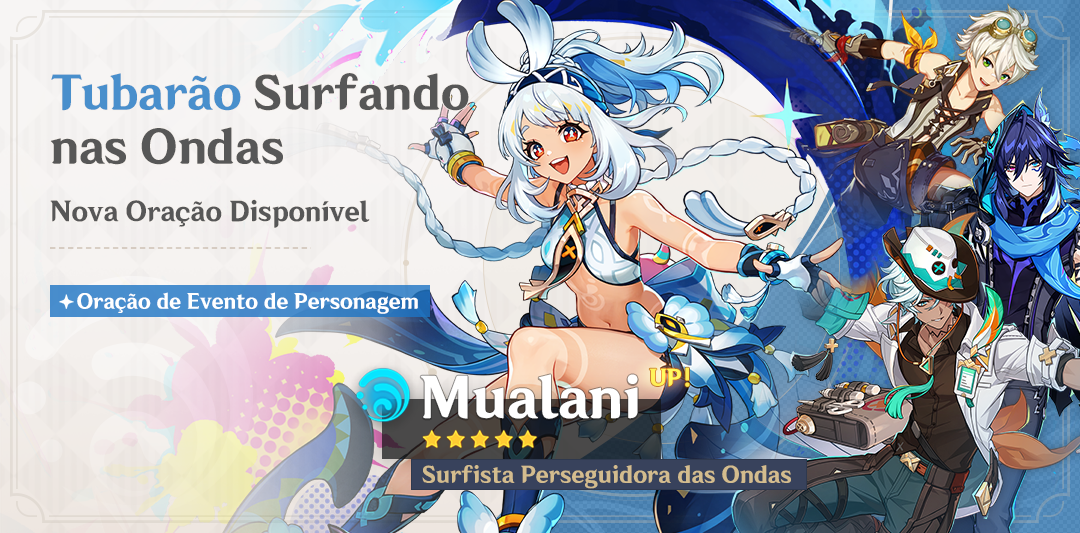 Tubarão Surfando
nas Ondas
Nova Oração Disponível
Oração de Evento de Personagem
Mualani UP!
Surfista Perseguidora das Ondas